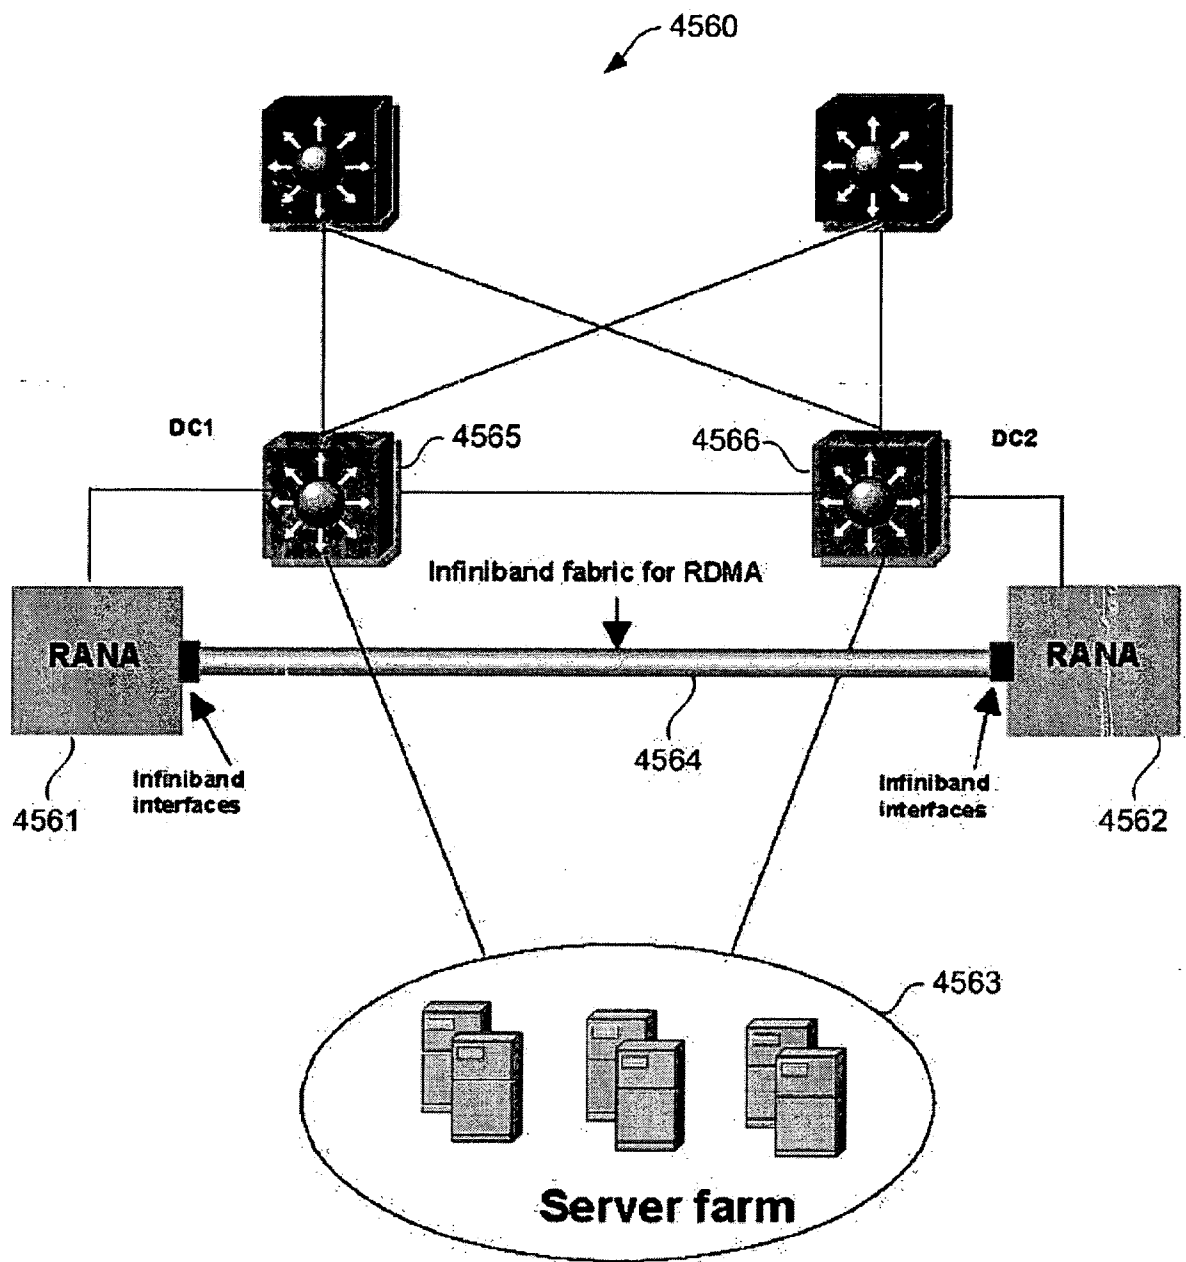 4560
DC1
4565
4566
DC2
Infiniband fabric for RDMA
RANA
RANA
4564
Infiniband
interfaces
Infiniband
interfaces
4561
4562
4563
Server farm